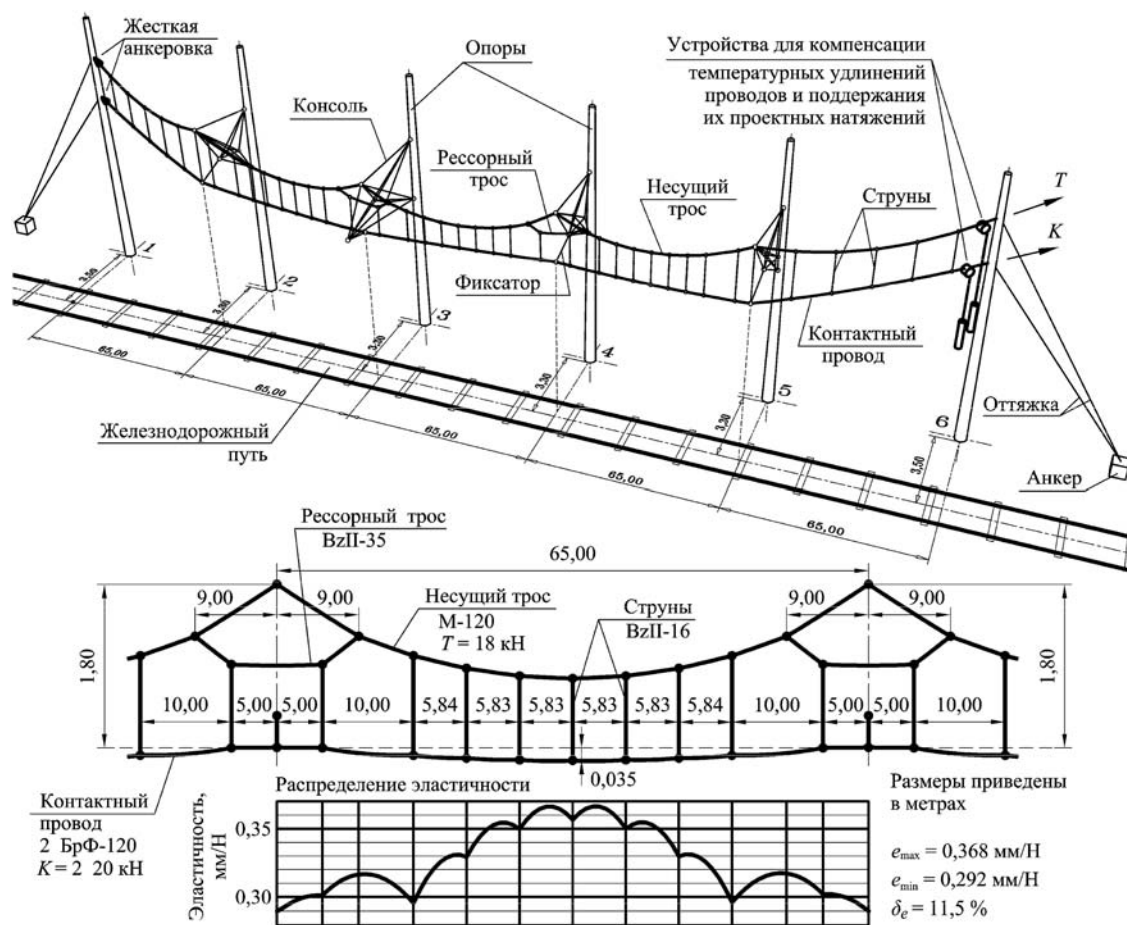 Жесткая
анкеровка
Опоры
Устройства для компенсации
температурных удлинений
проводов и поддержания
их проектных натяжений
Консоль
Рессорный
трос
Несущий
трос
Струны
T
K
Фиксатор
Контактный
провод
Железнодорожный
путь
Оттяжка
Анкер
1
2
3
4
5
6
3,50
3,30
3,30
3,30
3,30
3,50
65,00
65,00
65,00
65,00
65,00
Рессорный трос
BzII-35
65,00
9,00
9,00
Несущий трос
М-120
T = 18 кН
Струны
BzII-16
9,00
9,00
1,80
1,80
10,00
5,00
5,00
10,00
5,84
5,83
5,83
5,83
5,83
5,84
10,00
5,00
5,00
10,00
0,035
Контактный
провод
2 БрФ-120
K = 2 20 кН
Распределение эластичности
Эластичность,
мм/Н
0,35
0,30
Размеры приведены
в метрах
e max = 0,368 мм/Н
e min = 0,292 мм/Н
δ e = 11,5 %